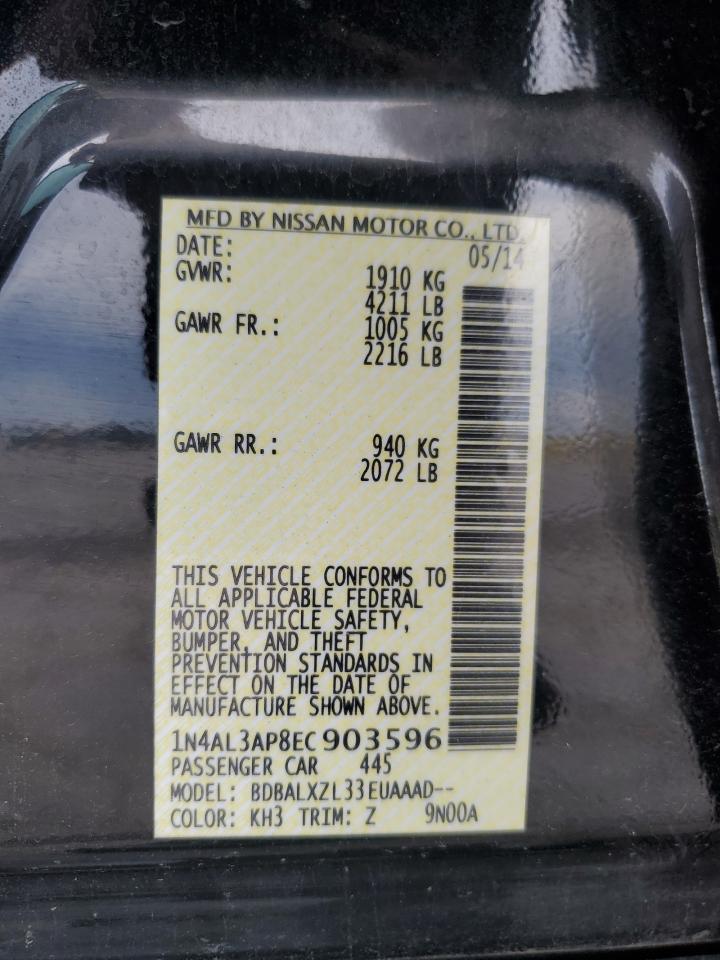 MFD BY NISSAN MOTOR CO., LTD.
DATE: 05/14
GVWR: 1910 KG
4211 LB
GAWR FR.: 1005 KG
2216 LB
GAWR RR.: 940 KG
2072 LB
THIS VEHICLE CONFORMS TO
ALL APPLICABLE FEDERAL
MOTOR VEHICLE SAFETY,
BUMPER, AND THEFT
PREVENTION STANDARDS IN
EFFECT ON THE DATE OF
MANUFACTURE SHOWN ABOVE.
1N4AL3AP8EC903596
PASSENGER CAR 445
MODEL: BDBALXZL33EUAAAD--
COLOR: KH3 TRIM: Z 9N00A